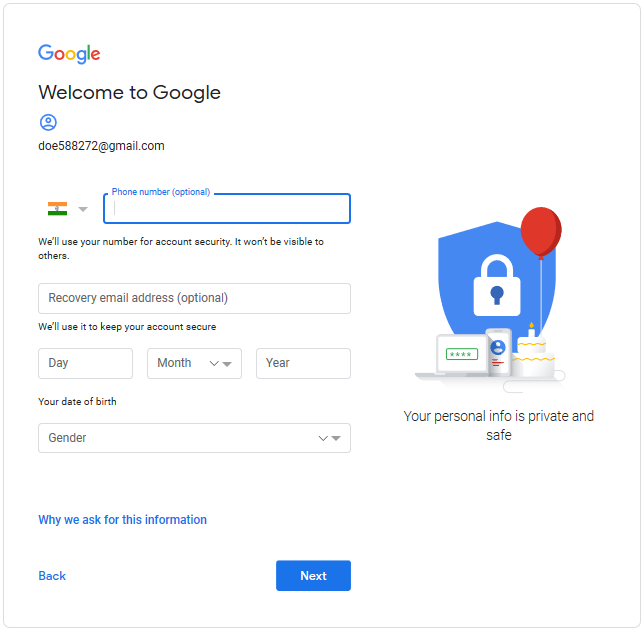 Google
Welcome to Google
doe588272@gmail.com
Phone number (optional)
We'll use your number for account security. It won't be visible to
others.
Recovery email address (optional)
We'll use it to keep your account secure
Day Month Year
Your date of birth
Gender
Why we ask for this information
Back Next
****
Your personal info is private and
safe